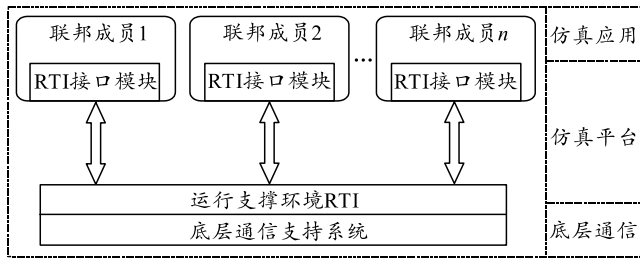 联邦成员1 联邦成员2 联邦成员n 仿真应用
RTI接口模块 RTI接口模块 ... RTI接口模块
仿真平台
运行支撑环境RTI
底层通信支持系统 底层通信